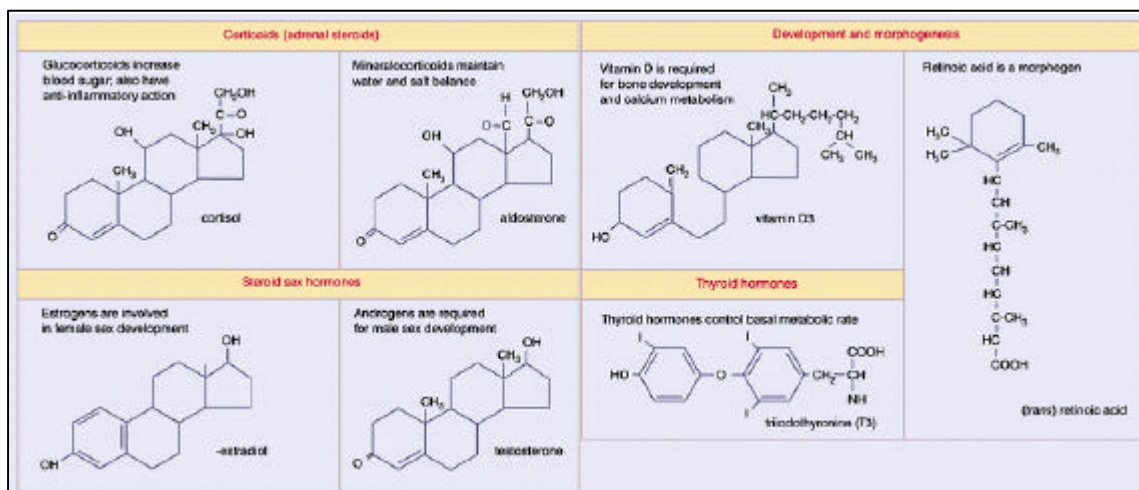 Corticoids (adrenal steroids)
Glucocorticoids increase
blood sugar; also have
anti-inflammatory action
CH₂OH
C=O
CH₃
OH
OH
CH₃
O
cortisol
Mineralocorticoids maintain
water and salt balance
H
CH₂OH
O=C
C=O
OH
CH₃
O
aldosterone
Steroid sex hormones
Estrogens are involved
in female sex development
OH
OH
-estradiol
Androgens are required
for male sex development
OH
CH₃
CH₃
O
testosterone
Development and morphogenesis
Vitamin D is required
for bone development
and calcium metabolism
CH₃
HC-CH₂-CH₂-CH₂
CH₃
CH
CH₃ CH₃
CH₂
HO
vitamin D3
Retinoic acid is a morphogen
H₃C
H₃C
CH₃
HC
CH
C-CH₃
HC
CH
HC
C-CH₃
HC
COOH
(trans) retinoic acid
Thyroid hormones
Thyroid hormones control basal metabolic rate
I
I
COOH
HO
O
CH₂-CH
NH
I
triiodothyronine (T3)